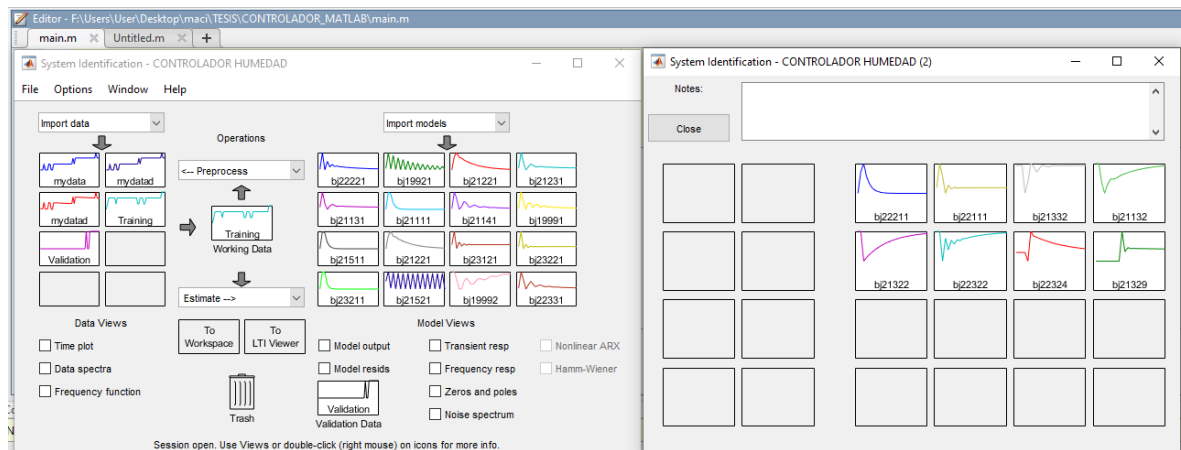 Editor - F:\Users\User\Desktop\maci\TESIS\CONTROLADOR_MATLAB\main.m
main.m Untitled.m
System Identification - CONTROLADOR HUMEDAD
File Options Window Help
Import data
Operations
Import models
<-- Preprocess
mydata mydatad
bj22221 bj19921 bj21221 bj21231
mydatad Training
Training
Working Data
bj21131 bj21111 bj21141 bj19991
Validation
bj21511 bj21221 bj23121 bj23221
Estimate -->
bj23211 bj21521 bj19992 bj22331
Data Views
To Workspace
To LTI Viewer
Model Views
Time plot
Model output
Transient resp
Nonlinear ARX
Data spectra
Model resids
Frequency resp
Hamm-Wiener
Frequency function
Trash
Validation
Validation Data
Zeros and poles
Noise spectrum
Session open. Use Views or double-click (right mouse) on icons for more info.
System Identification - CONTROLADOR HUMEDAD (2)
Notes:
Close
bj22211 bj22111 bj21332 bj21132
bj21322 bj22322 bj22324 bj21329